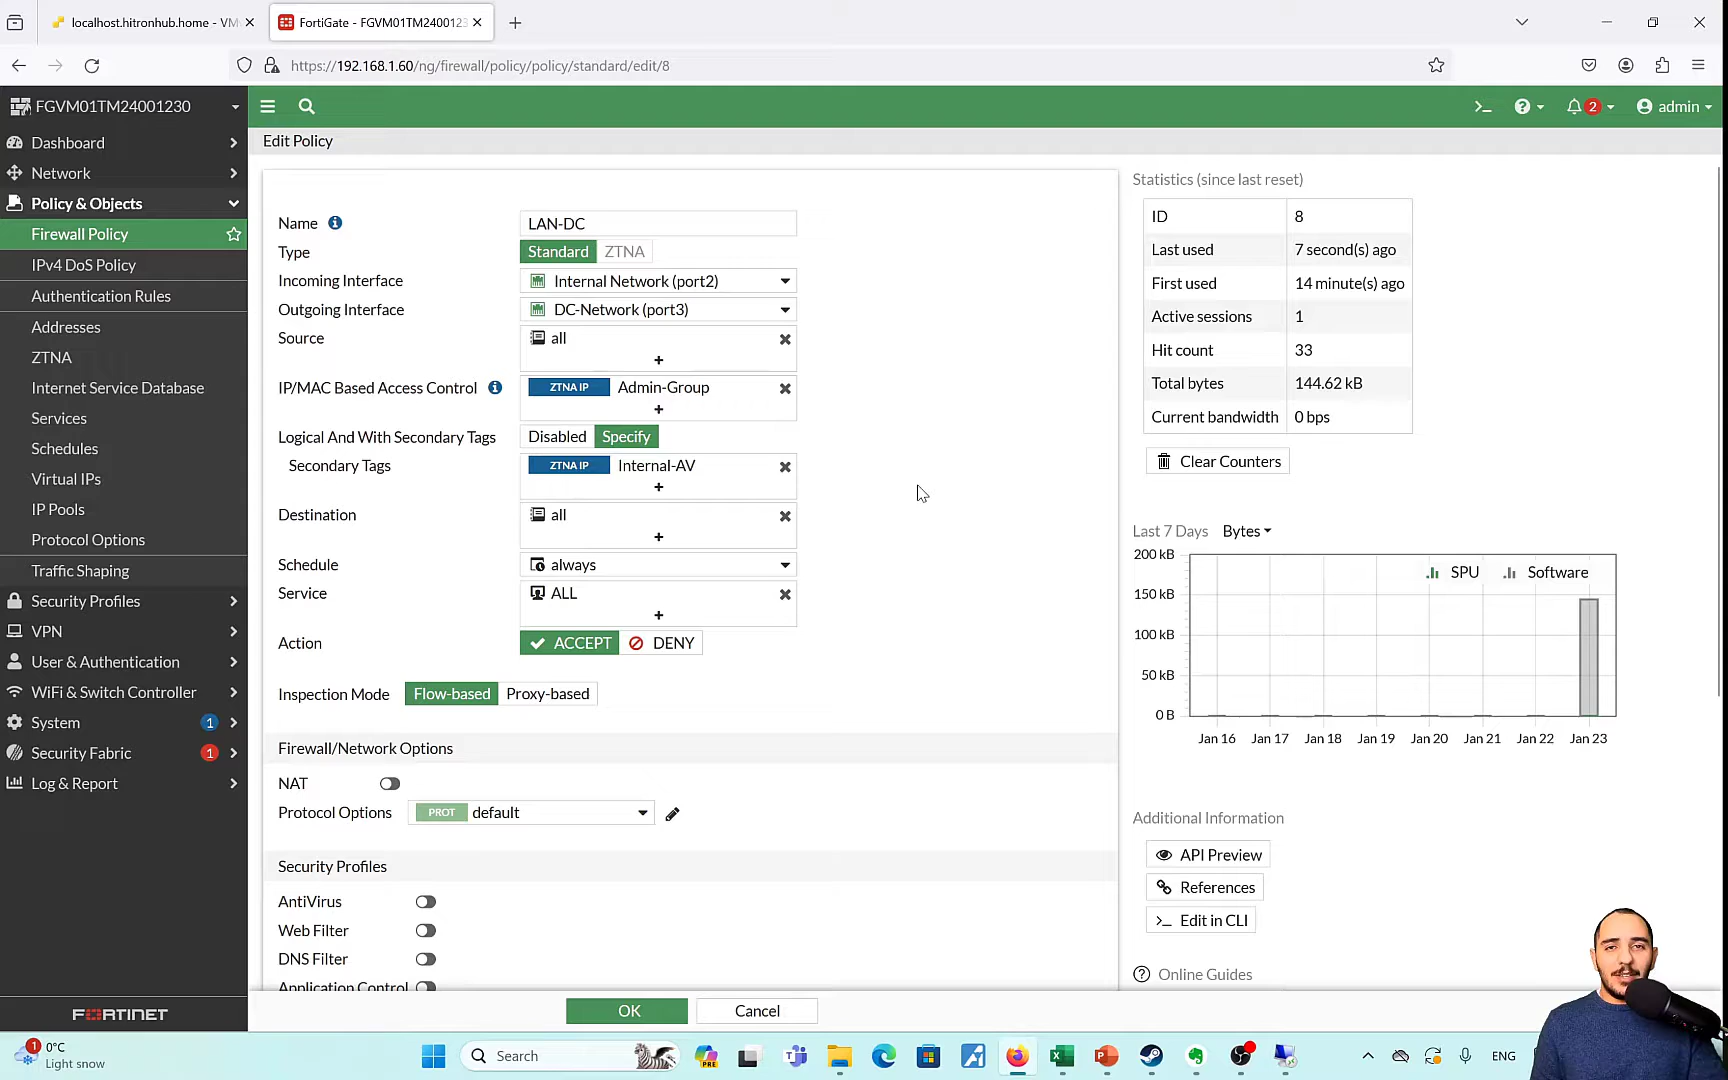 localhost.hitronhub.home - VM
FortiGate - FGVM01TM2400123
https://192.168.1.60/ng/firewall/policy/policy/standard/edit/8
FGVM01TM24001230
2
admin
Dashboard
Network
Policy & Objects
Firewall Policy
IPv4 DoS Policy
Authentication Rules
Addresses
ZTNA
Internet Service Database
Services
Schedules
Virtual IPs
IP Pools
Protocol Options
Traffic Shaping
Security Profiles
VPN
User & Authentication
WiFi & Switch Controller
System 1
Security Fabric 1
Log & Report
FORTINET
Edit Policy
Name LAN-DC
Type Standard ZTNA
Incoming Interface Internal Network (port2)
Outgoing Interface DC-Network (port3)
Source all
IP/MAC Based Access Control ZTNA IP Admin-Group
Logical And With Secondary Tags Disabled Specify
Secondary Tags ZTNA IP Internal-AV
Destination all
Schedule always
Service ALL
Action ACCEPT DENY
Inspection Mode Flow-based Proxy-based
Firewall/Network Options
NAT
Protocol Options PROT default
Security Profiles
AntiVirus
Web Filter
DNS Filter
Application Control
OK Cancel
Statistics (since last reset)
ID 8
Last used 7 second(s) ago
First used 14 minute(s) ago
Active sessions 1
Hit count 33
Total bytes 144.62 kB
Current bandwidth 0 bps
Clear Counters
Last 7 Days Bytes
200 kB
SPU Software
150 kB
100 kB
50 kB
0 B
Jan 16 Jan 17 Jan 18 Jan 19 Jan 20 Jan 21 Jan 22 Jan 23
Additional Information
API Preview
References
Edit in CLI
Online Guides
1
0°C
Light snow
Search
PRE
ENG